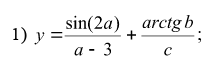 1) y = sin(2a) / (a - 3) + arctg b / c ;